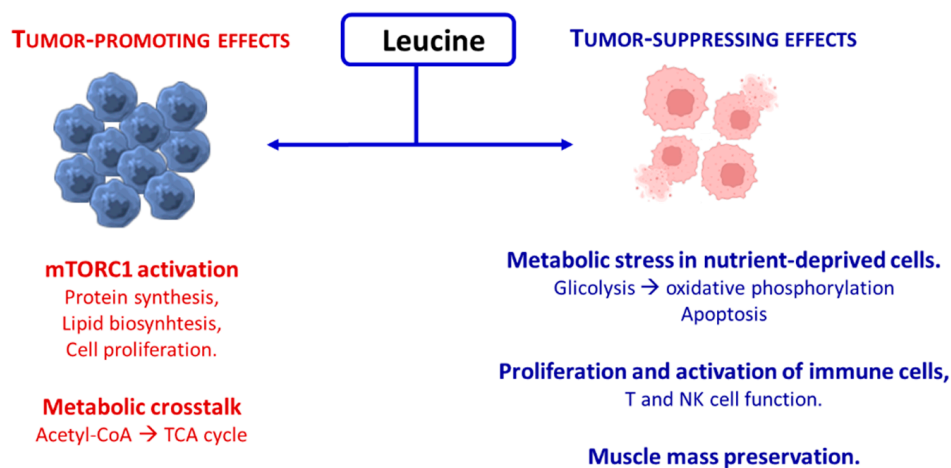 Leucine
TUMOR-PROMOTING EFFECTS
mTORC1 activation
Protein synthesis,
Lipid biosynhtesis,
Cell proliferation.
Metabolic crosstalk
Acetyl-CoA → TCA cycle
TUMOR-SUPPRESSING EFFECTS
Metabolic stress in nutrient-deprived cells.
Glicolysis → oxidative phosphorylation
Apoptosis
Proliferation and activation of immune cells,
T and NK cell function.
Muscle mass preservation.